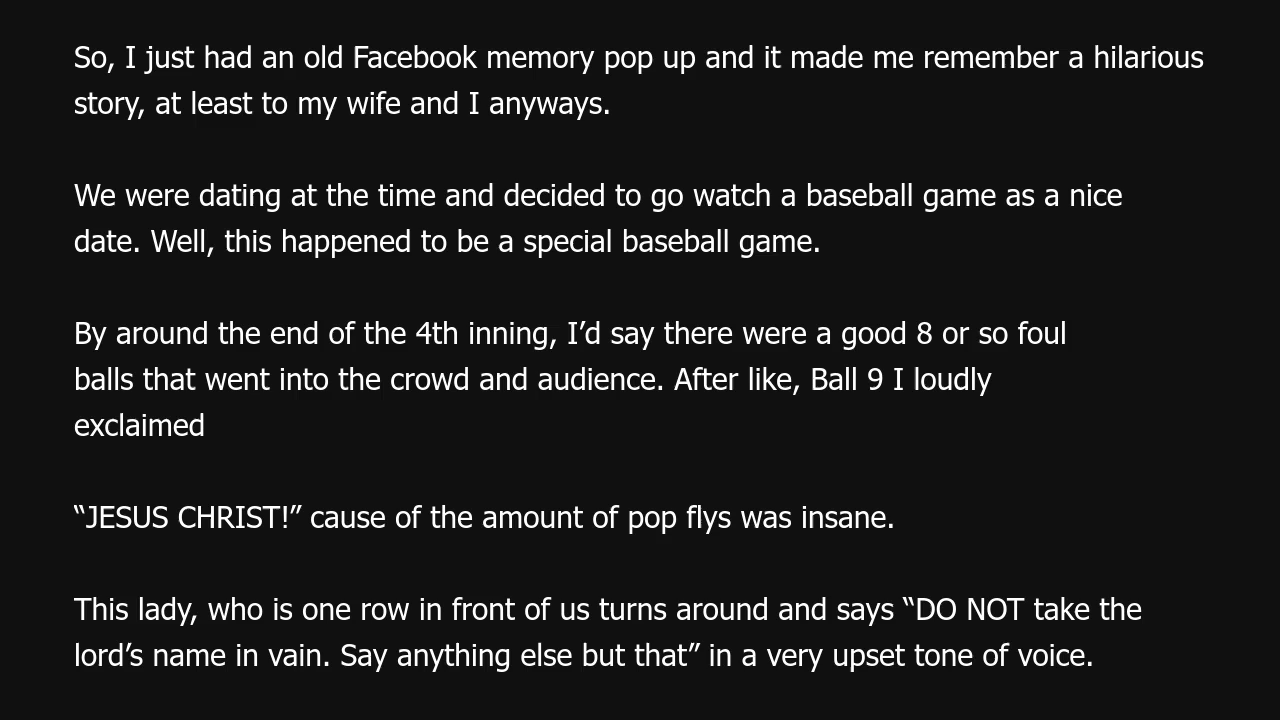 So, I just had an old Facebook memory pop up and it made me remember a hilarious
story, at least to my wife and I anyways.
We were dating at the time and decided to go watch a baseball game as a nice
date. Well, this happened to be a special baseball game.
By around the end of the 4th inning, I’d say there were a good 8 or so foul
balls that went into the crowd and audience. After like, Ball 9 I loudly
exclaimed
“JESUS CHRIST!” cause of the amount of pop flys was insane.
This lady, who is one row in front of us turns around and says “DO NOT take the
lord’s name in vain. Say anything else but that” in a very upset tone of voice.